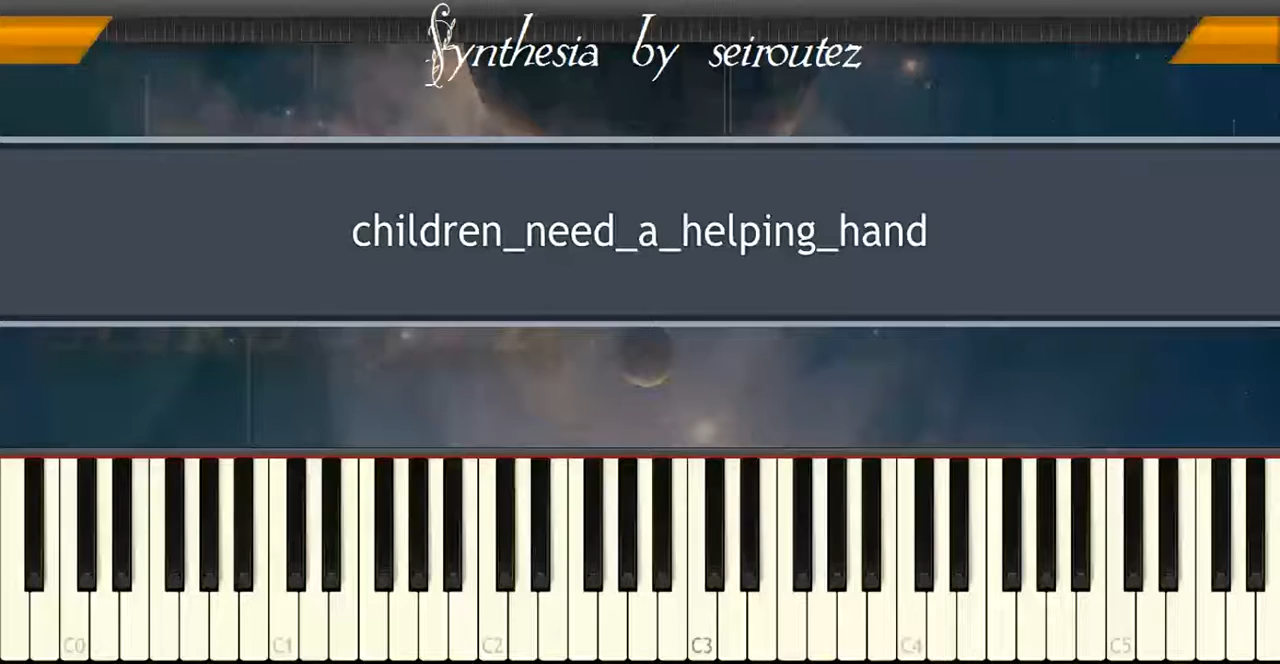 Synthesia by seiroutez
children_need_a_helping_hand
C0 C1 C2 C3 C4 C5